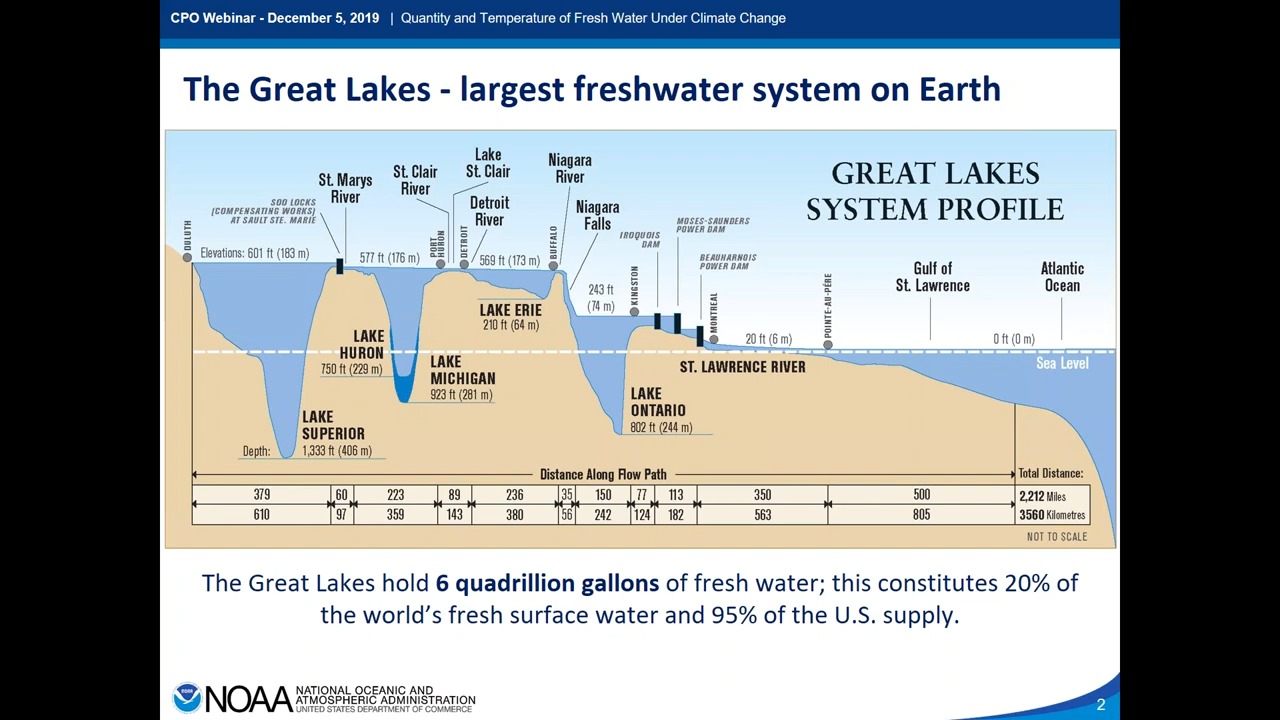 CPO Webinar - December 5, 2019 | Quantity and Temperature of Fresh Water Under Climate Change
The Great Lakes - largest freshwater system on Earth
GREAT LAKES
SYSTEM PROFILE
DULUTH
Elevations: 601 ft (183 m)
SOO LOCKS
(COMPENSATING WORKS)
AT SAULT STE. MARIE
St. Marys
River
577 ft (176 m)
St. Clair
River
PORT
HURON
Lake
St. Clair
DETROIT
Detroit
River
569 ft (173 m)
BUFFALO
Niagara
River
Niagara
Falls
243 ft
(74 m)
KINGSTON
IROQUOIS
DAM
MOSES-SAUNDERS
POWER DAM
BEAUHARNOIS
POWER DAM
MONTREAL
20 ft (6 m)
POINTE-AU-PÉRE
Gulf of
St. Lawrence
Atlantic
Ocean
0 ft (0 m)
Sea Level
LAKE ERIE
210 ft (64 m)
LAKE
HURON
750 ft (229 m)
LAKE
MICHIGAN
923 ft (281 m)
ST. LAWRENCE RIVER
LAKE
ONTARIO
802 ft (244 m)
LAKE
SUPERIOR
Depth: 1,333 ft (406 m)
Distance Along Flow Path
Total Distance:
379 60 223 89 236 35 150 77 113 350 500 2,212 Miles
610 97 359 143 380 56 242 124 182 563 805 3560 Kilometres
NOT TO SCALE
The Great Lakes hold 6 quadrillion gallons of fresh water; this constitutes 20% of
the world's fresh surface water and 95% of the U.S. supply.
NOAA
NATIONAL OCEANIC AND
ATMOSPHERIC ADMINISTRATION
UNITED STATES DEPARTMENT OF COMMERCE
2